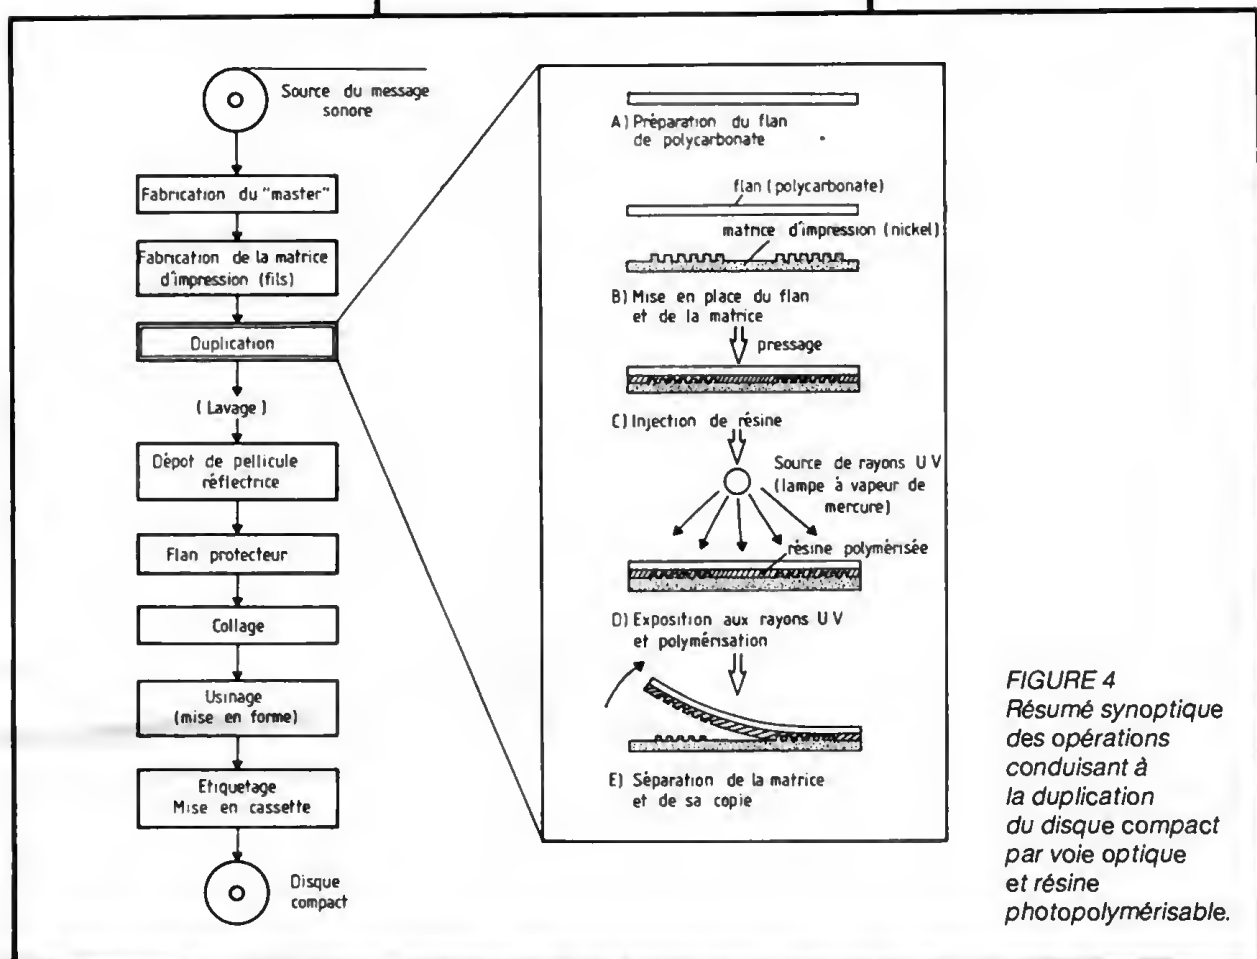 Source du message
sonore
Fabrication du "master"
Fabrication de la matrice
d'impression (fils)
Duplication
(Lavage)
Dépot de pellicule
réflectrice
Flan protecteur
Collage
Usinage
(mise en forme)
Etiquetage
Mise en cassette
Disque
compact
A) Préparation du flan
de polycarbonate
flan (polycarbonate)
matrice d'impression (nickel)
B) Mise en place du flan
et de la matrice
pressage
C) Injection de résine
Source de rayons UV
(lampe à vapeur de
mercure)
résine polymérisée
D) Exposition aux rayons UV
et polymérisation
E) Séparation de la matrice
et de sa copie
FIGURE 4
Résumé synoptique
des opérations
conduisant à
la duplication
du disque compact
par voie optique
et résine
photopolymérisable.